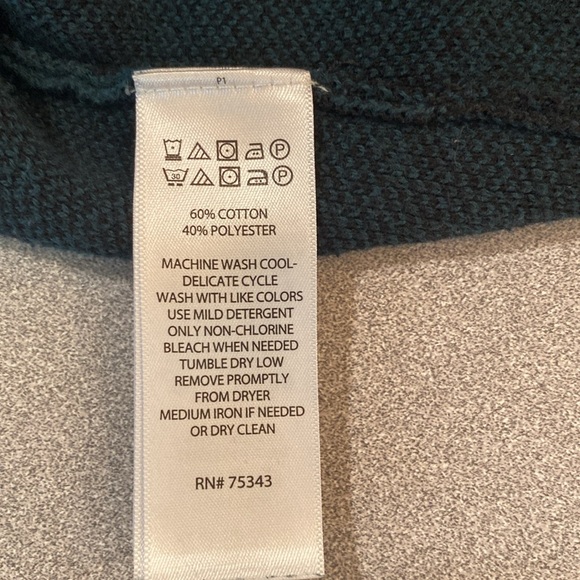 P1
P
30 P
60% COTTON
40% POLYESTER
MACHINE WASH COOL-
DELICATE CYCLE
WASH WITH LIKE COLORS
USE MILD DETERGENT
ONLY NON-CHLORINE
BLEACH WHEN NEEDED
TUMBLE DRY LOW
REMOVE PROMPTLY
FROM DRYER
MEDIUM IRON IF NEEDED
OR DRY CLEAN
RN# 75343